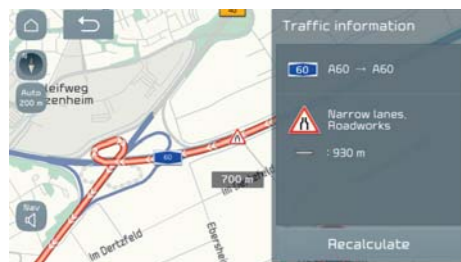 40
Traffic information
60 A60 → A60
Auto
200 m
eifweg
zenheim
Narrow lanes,
Roadworks
: 930 m
60
700 m
Nav
Im Dertzfeld
Recalculate